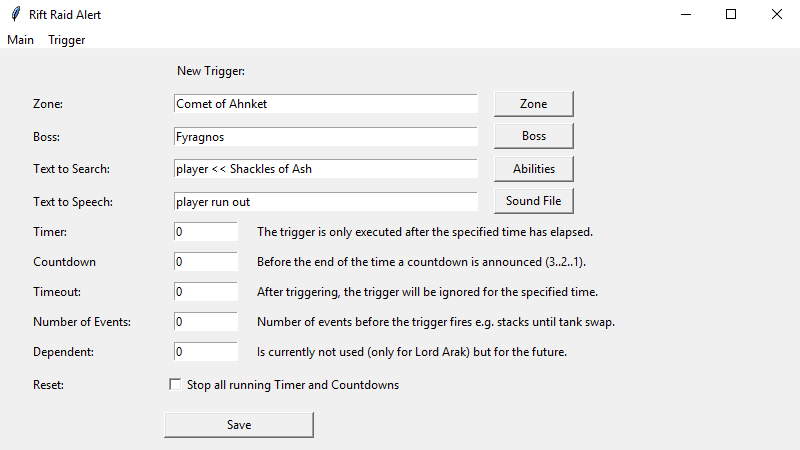 Rift Raid Alert
Main Trigger
New Trigger:
Zone: Comet of Ahnket Zone
Boss: Fyragnos Boss
Text to Search: player << Shackles of Ash Abilities
Text to Speech: player run out Sound File
Timer: 0 The trigger is only executed after the specified time has elapsed.
Countdown 0 Before the end of the time a countdown is announced (3..2..1).
Timeout: 0 After triggering, the trigger will be ignored for the specified time.
Number of Events: 0 Number of events before the trigger fires e.g. stacks until tank swap.
Dependent: 0 Is currently not used (only for Lord Arak) but for the future.
Reset: Stop all running Timer and Countdowns
Save